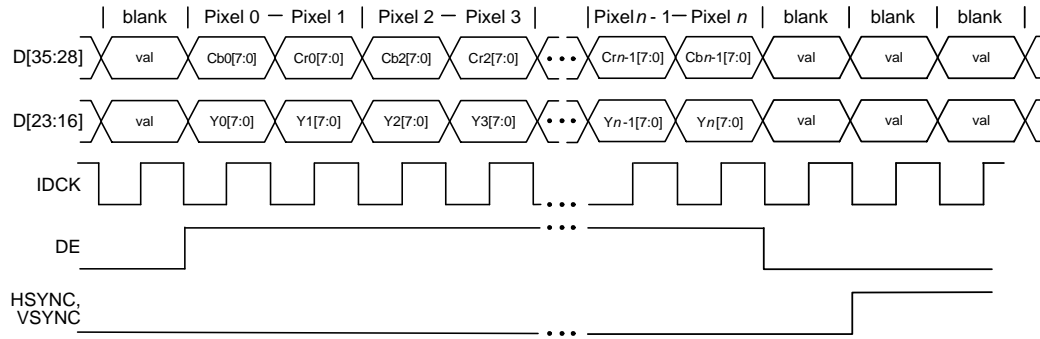 blank Pixel 0 — Pixel 1 Pixel 2 — Pixel 3 Pixel n - 1 — Pixel n blank blank blank
D[35:28] val Cb0[7:0] Cr0[7:0] Cb2[7:0] Cr2[7:0] Crn-1[7:0] Cbn-1[7:0] val val val
D[23:16] val Y0[7:0] Y1[7:0] Y2[7:0] Y3[7:0] Yn-1[7:0] Yn[7:0] val val val
IDCK
DE
HSYNC,
VSYNC